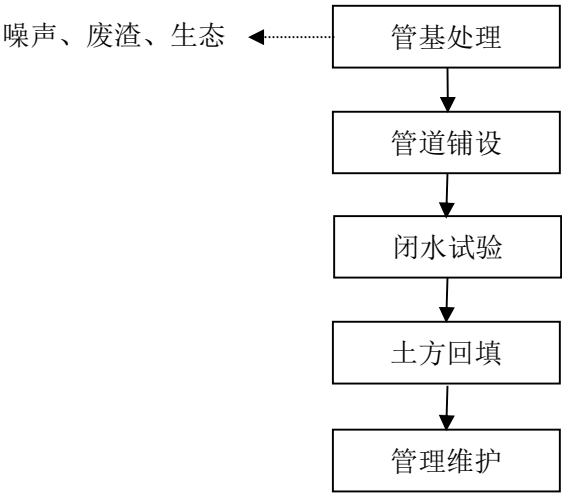 噪声、废渣、生态
管基处理
管道铺设
闭水试验
土方回填
管理维护